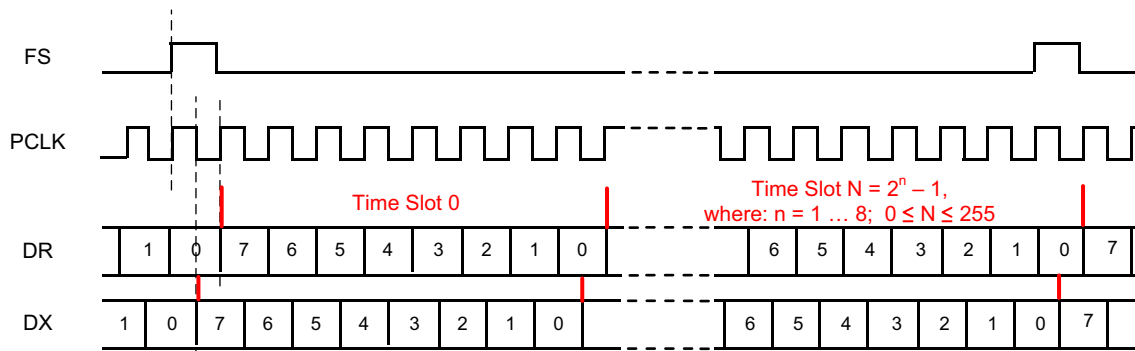 FS
PCLK
Time Slot 0
Time Slot N = 2ⁿ – 1,
where: n = 1 … 8; 0 ≤ N ≤ 255
DR 1 0 7 6 5 4 3 2 1 0 6 5 4 3 2 1 0 7
DX 1 0 7 6 5 4 3 2 1 0 6 5 4 3 2 1 0 7